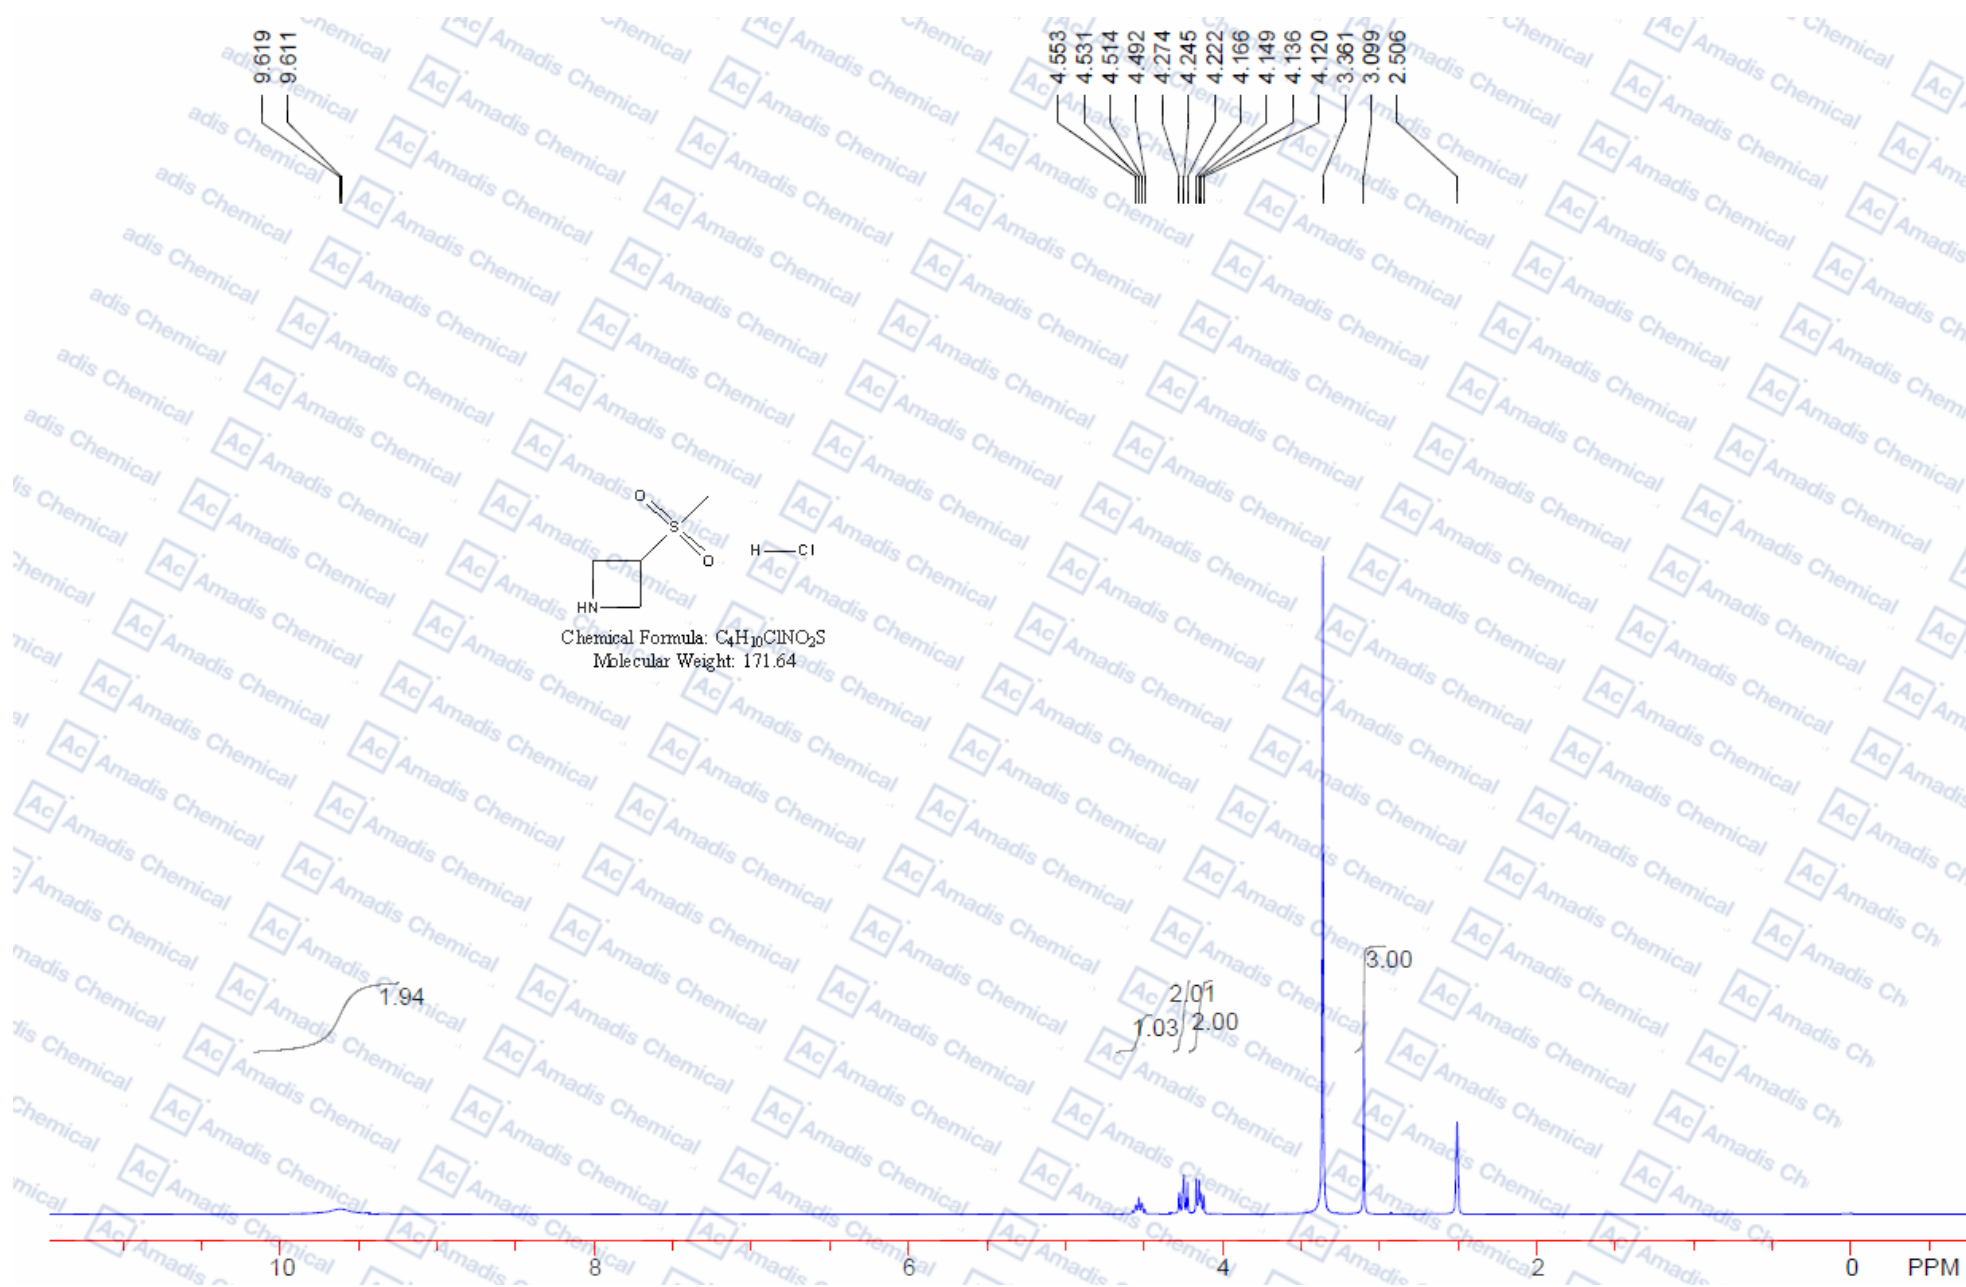 9.619
9.611
4.553
4.531
4.514
4.492
4.274
4.245
4.222
4.166
4.149
4.136
4.120
3.361
3.099
2.506
Ac Amadis Chemical
O
S
O
H Cl
HN
Chemical Formula: C4H10ClNO2S
Molecular Weight: 171.64
3.00
1.94
2.01
1.03
2.00
10 8 6 4 2 0 PPM